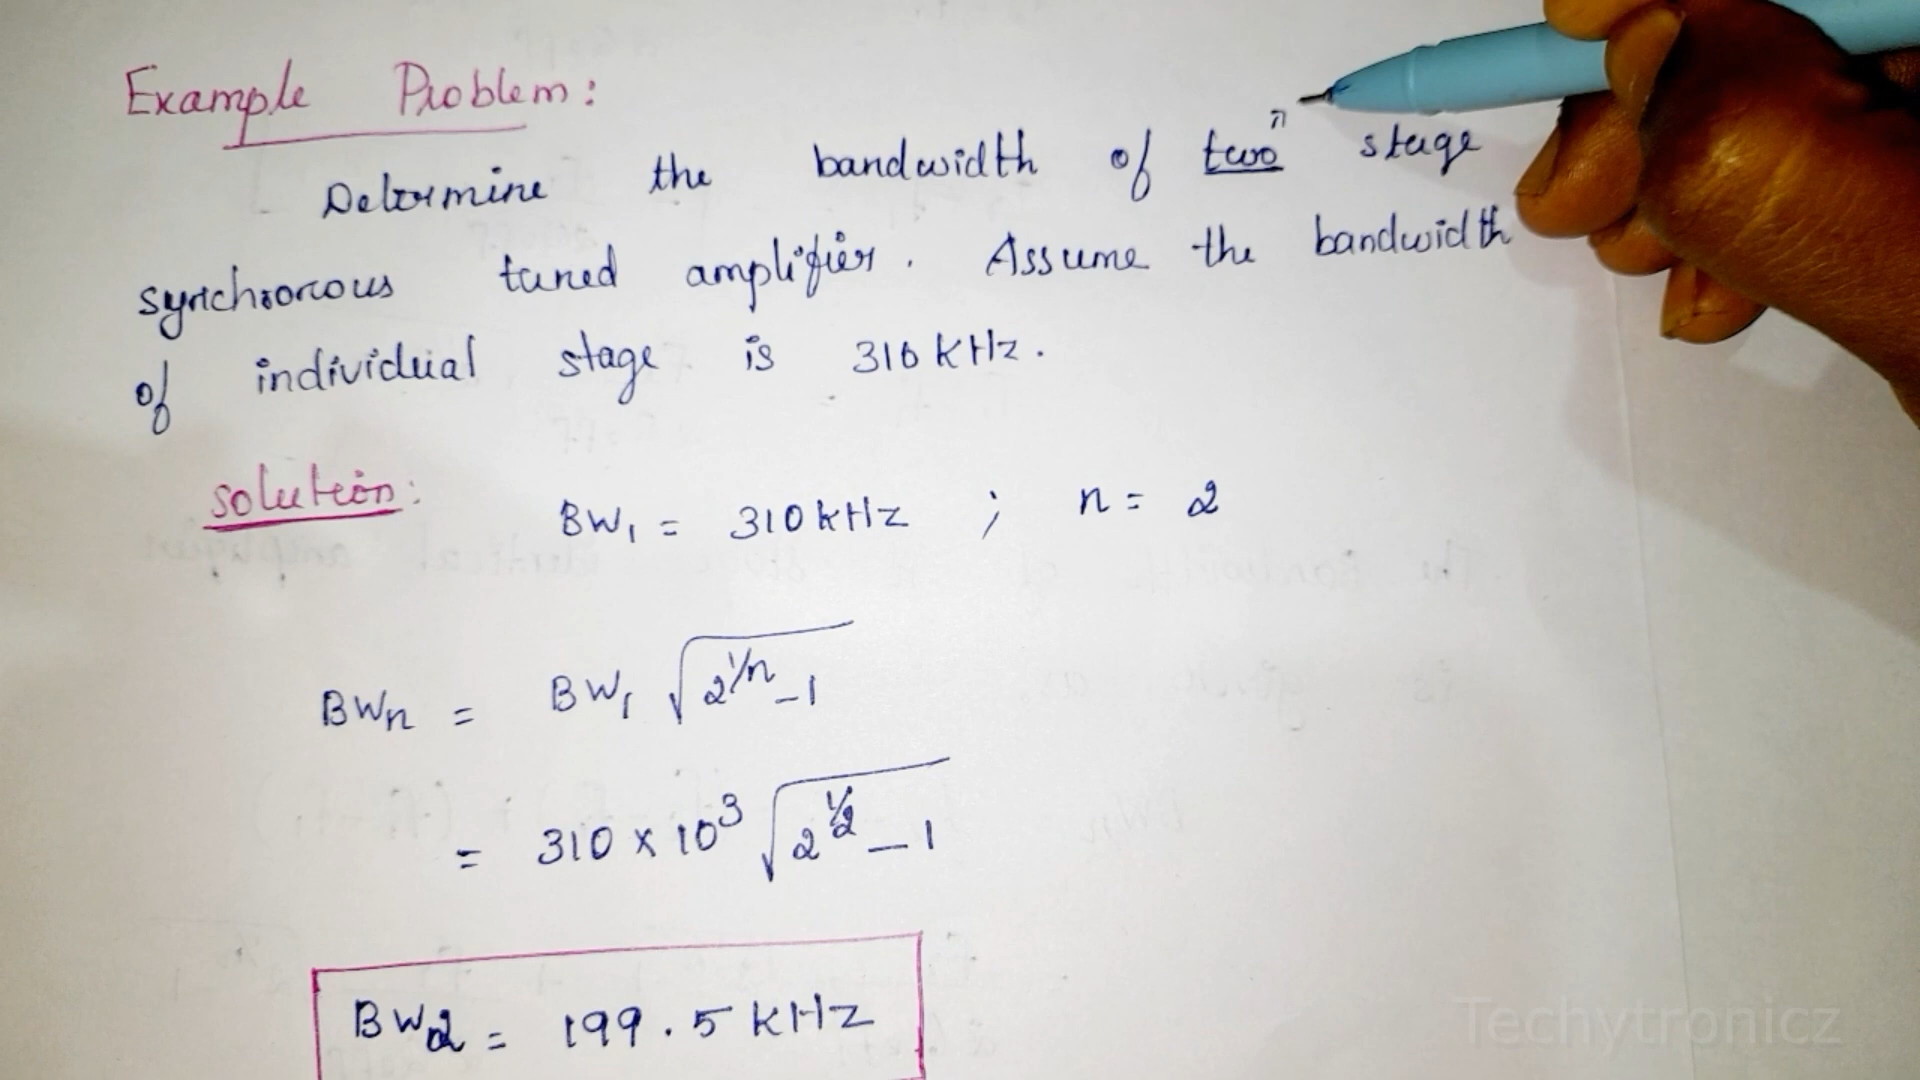 Example Problem:
Determine the bandwidth of two n stage
synchronous tuned amplifier. Assume the bandwidth
of individual stage is 310 kHz.
Solution: BW₁ = 310 kHz ; n = 2
BWn = BW₁ √(2^(1/n) - 1)
= 310 x 10³ √(2^(1/2) - 1)
BW2 = 199.5 kHz
Techytronicz